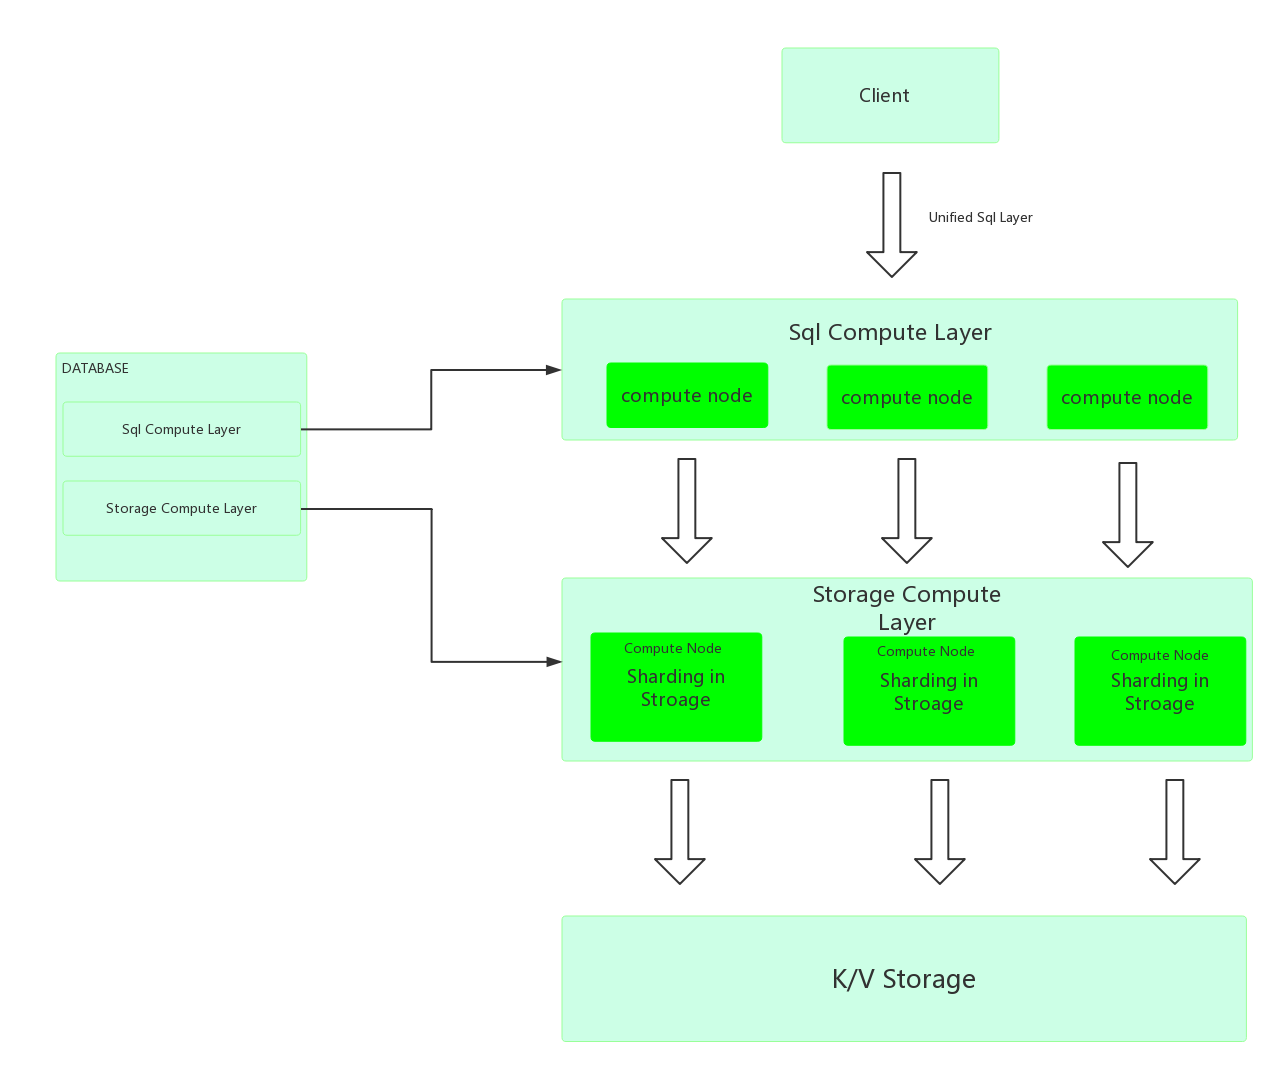 Client
Unified Sql Layer
Sql Compute Layer
compute node
compute node
compute node
DATABASE
Sql Compute Layer
Storage Compute Layer
Storage Compute
Layer
Compute Node
Sharding in
Stroage
Compute Node
Sharding in
Stroage
Compute Node
Sharding in
Stroage
K/V Storage